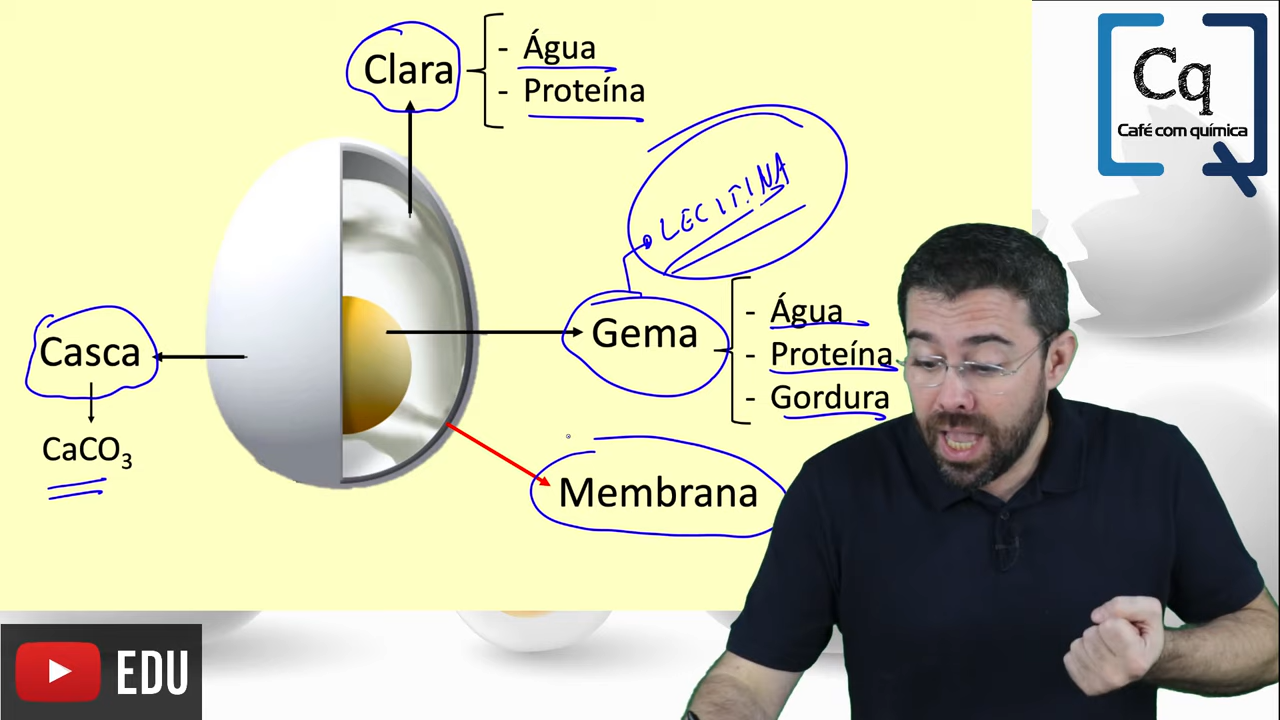 Clara
- Água
- Proteína
LECITINA
Gema
- Água
- Proteína
- Gordura
Casca
CaCO₃
Membrana
Cq
Café com química
EDU